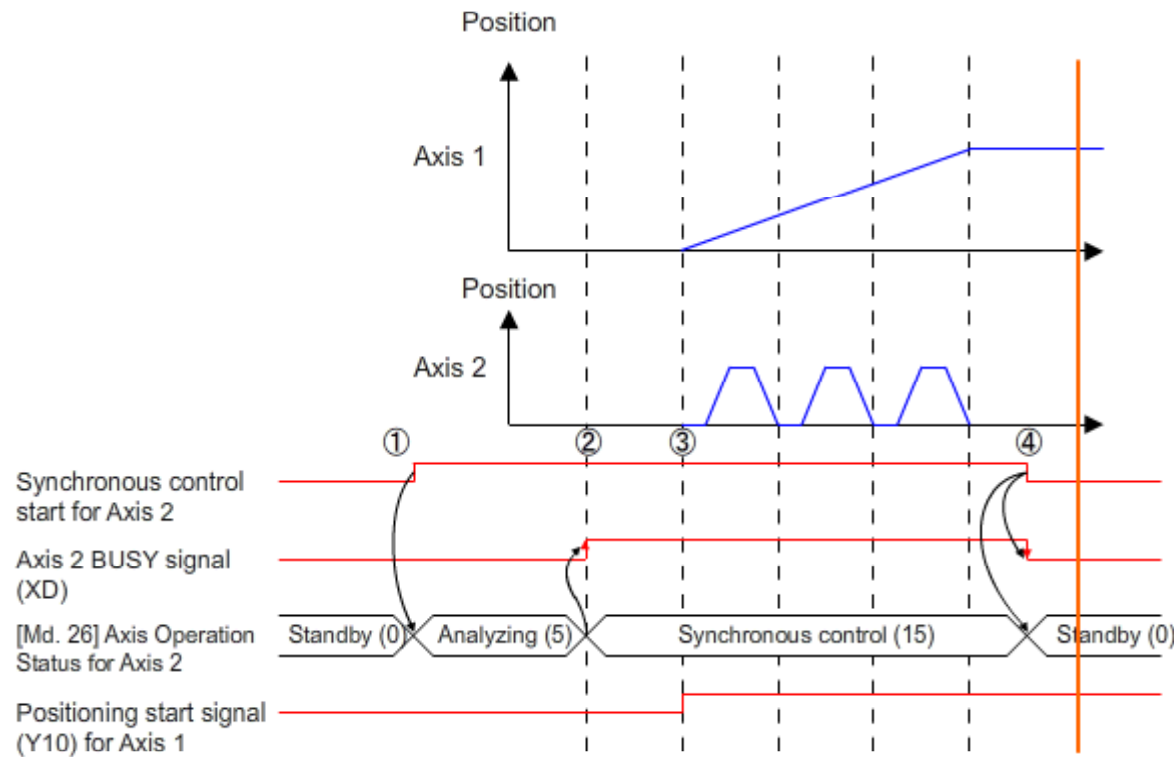 Position
Axis 1
Position
Axis 2
① ② ③ ④
Synchronous control
start for Axis 2
Axis 2 BUSY signal
(XD)
[Md. 26] Axis Operation
Status for Axis 2
Standby (0) Analyzing (5) Synchronous control (15) Standby (0)
Positioning start signal
(Y10) for Axis 1